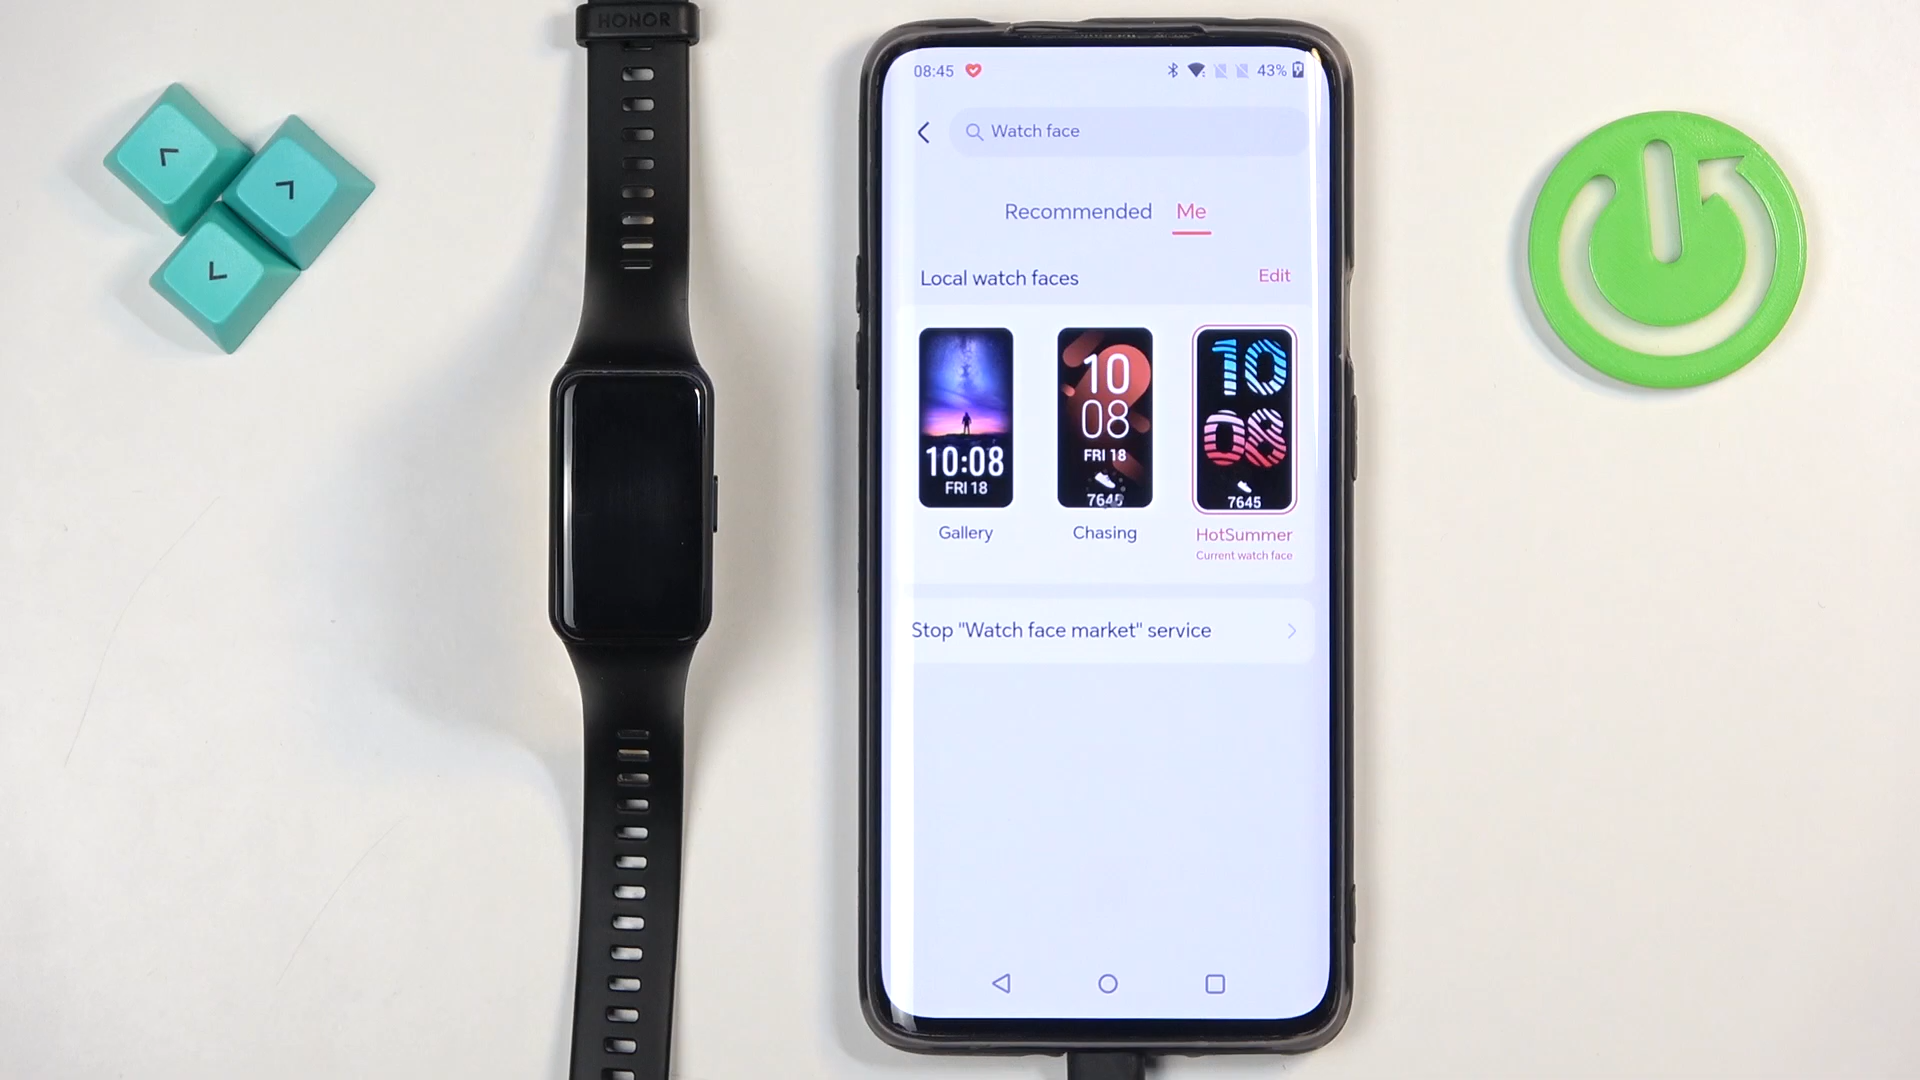 HONOR
08:45
43%
Watch face
Recommended Me
Local watch faces Edit
10:08
FRI 18
Gallery
10
08
FRI 18
7645
Chasing
10
08
7645
HotSummer
Current watch face
Stop "Watch face market" service